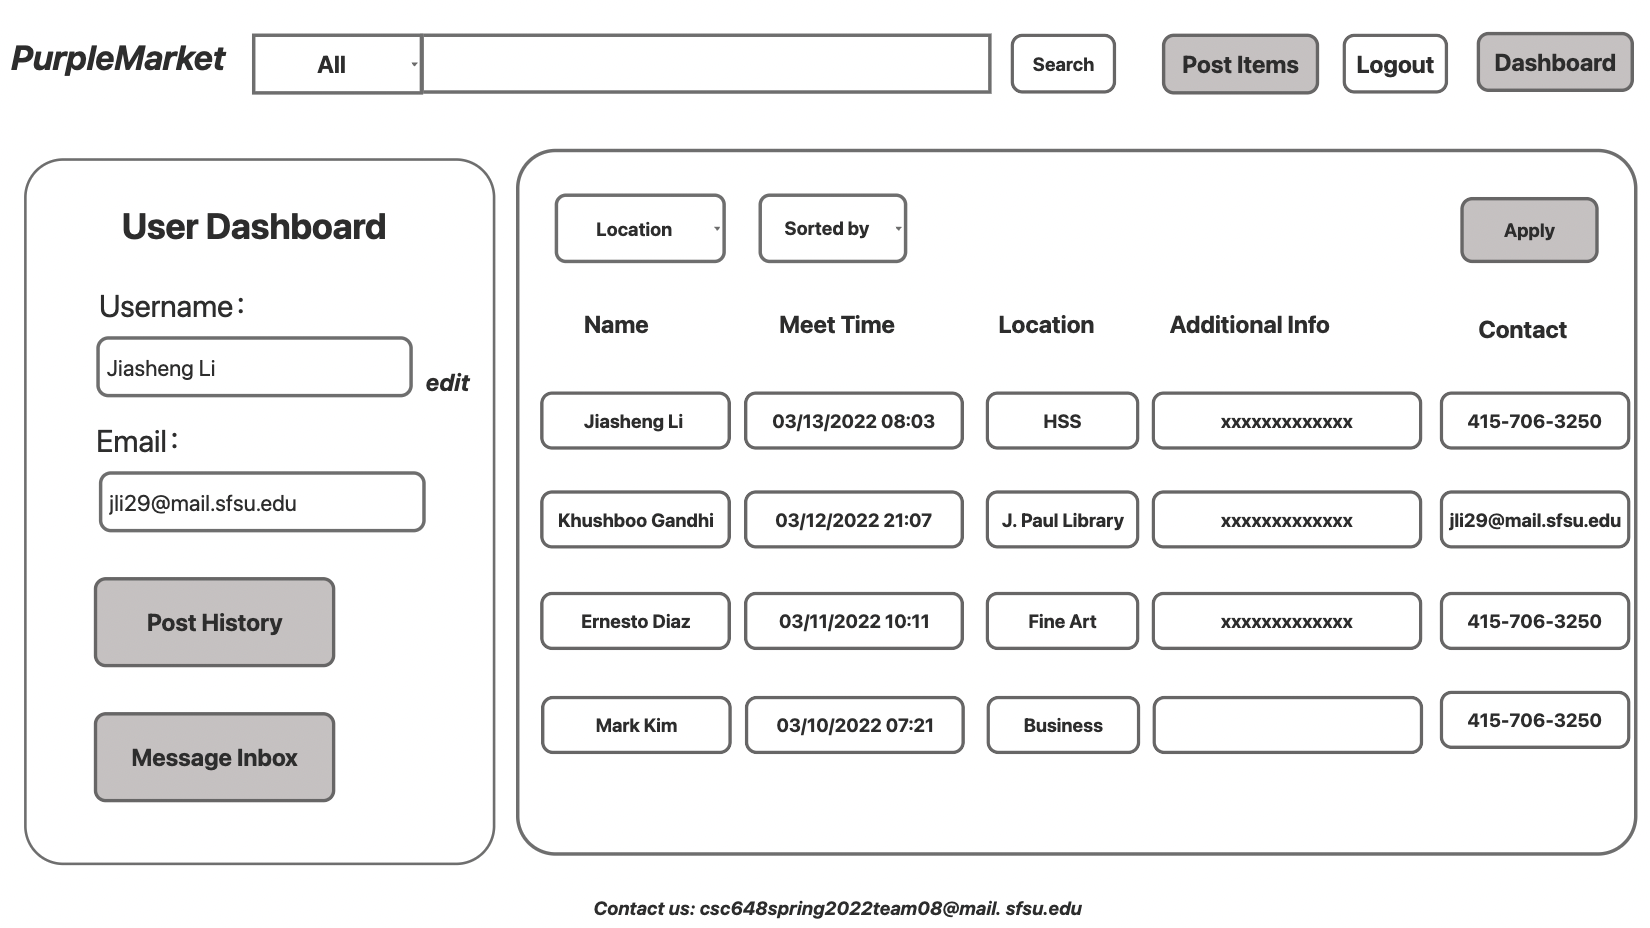 PurpleMarket
All
Search
Post Items
Logout
Dashboard
User Dashboard
Username:
Jiasheng Li
edit
Email:
jli29@mail.sfsu.edu
Post History
Message Inbox
Location
Sorted by
Apply
Name Meet Time Location Additional Info Contact
Jiasheng Li 03/13/2022 08:03 HSS xxxxxxxxxxxxx 415-706-3250
Khushboo Gandhi 03/12/2022 21:07 J. Paul Library xxxxxxxxxxxxx jli29@mail.sfsu.edu
Ernesto Diaz 03/11/2022 10:11 Fine Art xxxxxxxxxxxxx 415-706-3250
Mark Kim 03/10/2022 07:21 Business 415-706-3250
Contact us: csc648spring2022team08@mail. sfsu.edu